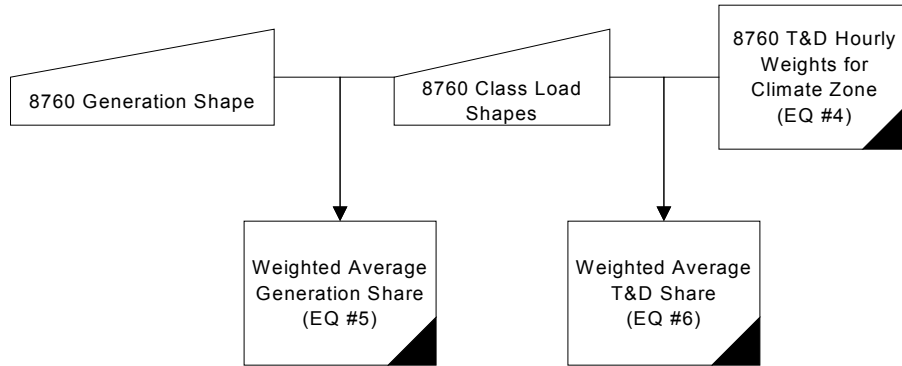 8760 Generation Shape
8760 Class Load
Shapes
8760 T&D Hourly
Weights for
Climate Zone
(EQ #4)
Weighted Average
Generation Share
(EQ #5)
Weighted Average
T&D Share
(EQ #6)